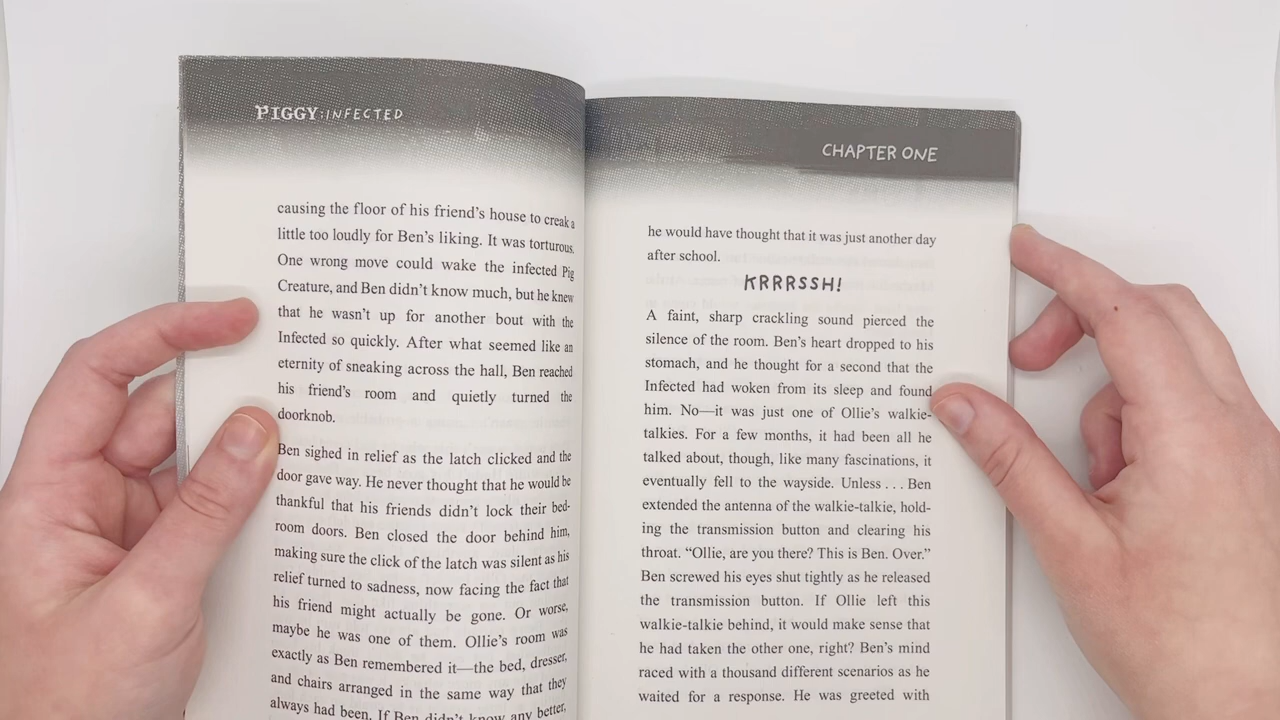 PIGGY:INFECTED
causing the floor of his friend's house to creak a
little too loudly for Ben's liking. It was torturous.
One wrong move could wake the infected Pig
Creature, and Ben didn't know much, but he knew
that he wasn't up for another bout with the
Infected so quickly. After what seemed like an
eternity of sneaking across the hall, Ben reached
his friend's room and quietly turned the
doorknob.
Ben sighed in relief as the latch clicked and the
door gave way. He never thought that he would be
thankful that his friends didn't lock their bed-
room doors. Ben closed the door behind him,
making sure the click of the latch was silent as his
relief turned to sadness, now facing the fact that
his friend might actually be gone. Or worse,
maybe he was one of them. Ollie's room was
exactly as Ben remembered it—the bed, dresser,
and chairs arranged in the same way that they
always had been. If Ben didn't know any better,
CHAPTER ONE
he would have thought that it was just another day
after school.
KRRRSSH!
A faint, sharp crackling sound pierced the
silence of the room. Ben's heart dropped to his
stomach, and he thought for a second that the
Infected had woken from its sleep and found
him. No—it was just one of Ollie's walkie-
talkies. For a few months, it had been all he
talked about, though, like many fascinations, it
eventually fell to the wayside. Unless . . . Ben
extended the antenna of the walkie-talkie, hold-
ing the transmission button and clearing his
throat. "Ollie, are you there? This is Ben. Over."
Ben screwed his eyes shut tightly as he released
the transmission button. If Ollie left this
walkie-talkie behind, it would make sense that
he had taken the other one, right? Ben's mind
raced with a thousand different scenarios as he
waited for a response. He was greeted with